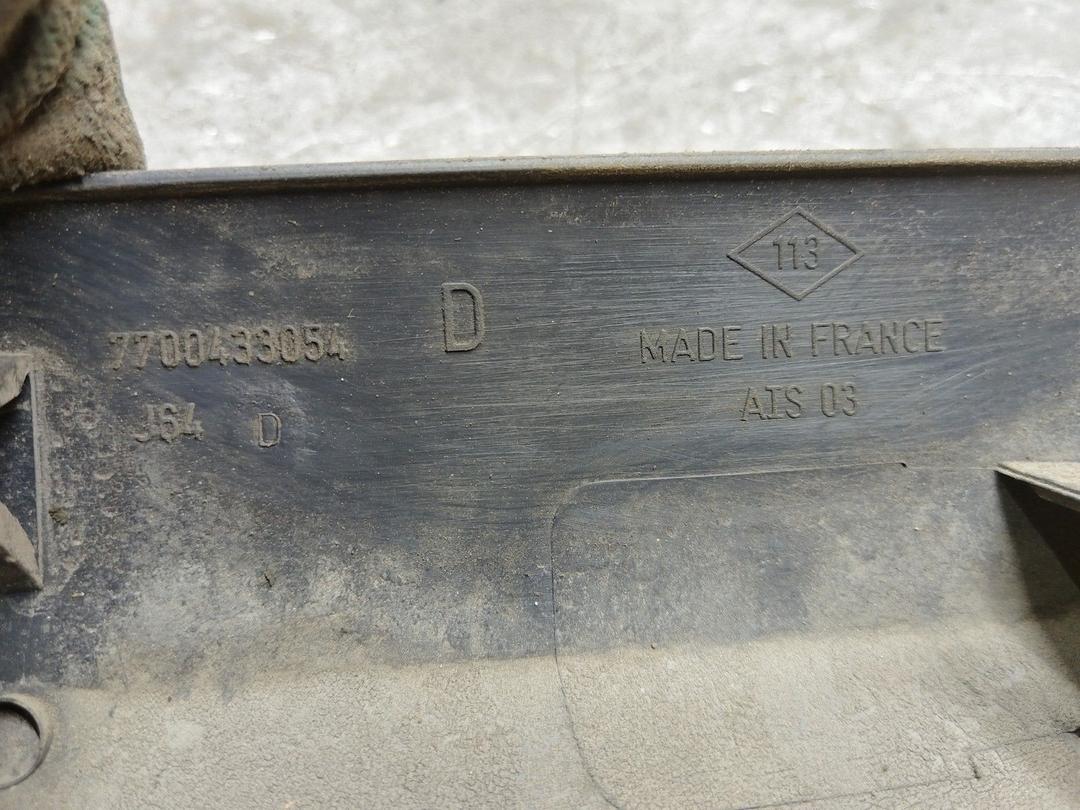 113
7700433054
D
MADE IN FRANCE
J64 D
AIS 03